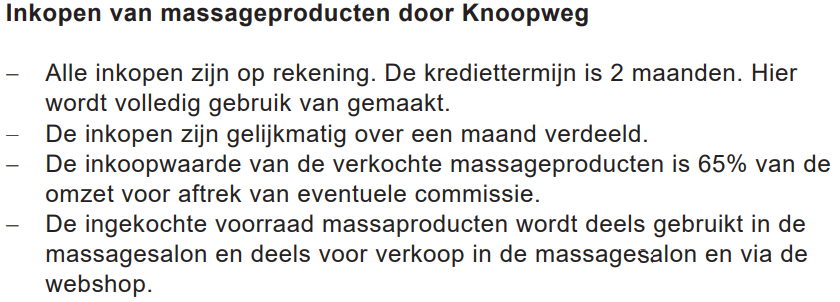 Inkopen van massageproducten door Knoopweg
– Alle inkopen zijn op rekening. De krediettermijn is 2 maanden. Hier
wordt volledig gebruik van gemaakt.
– De inkopen zijn gelijkmatig over een maand verdeeld.
– De inkoopwaarde van de verkochte massageproducten is 65% van de
omzet voor aftrek van eventuele commissie.
– De ingekochte voorraad massaproducten wordt deels gebruikt in de
massagesalon en deels voor verkoop in de massagesalon en via de
webshop.